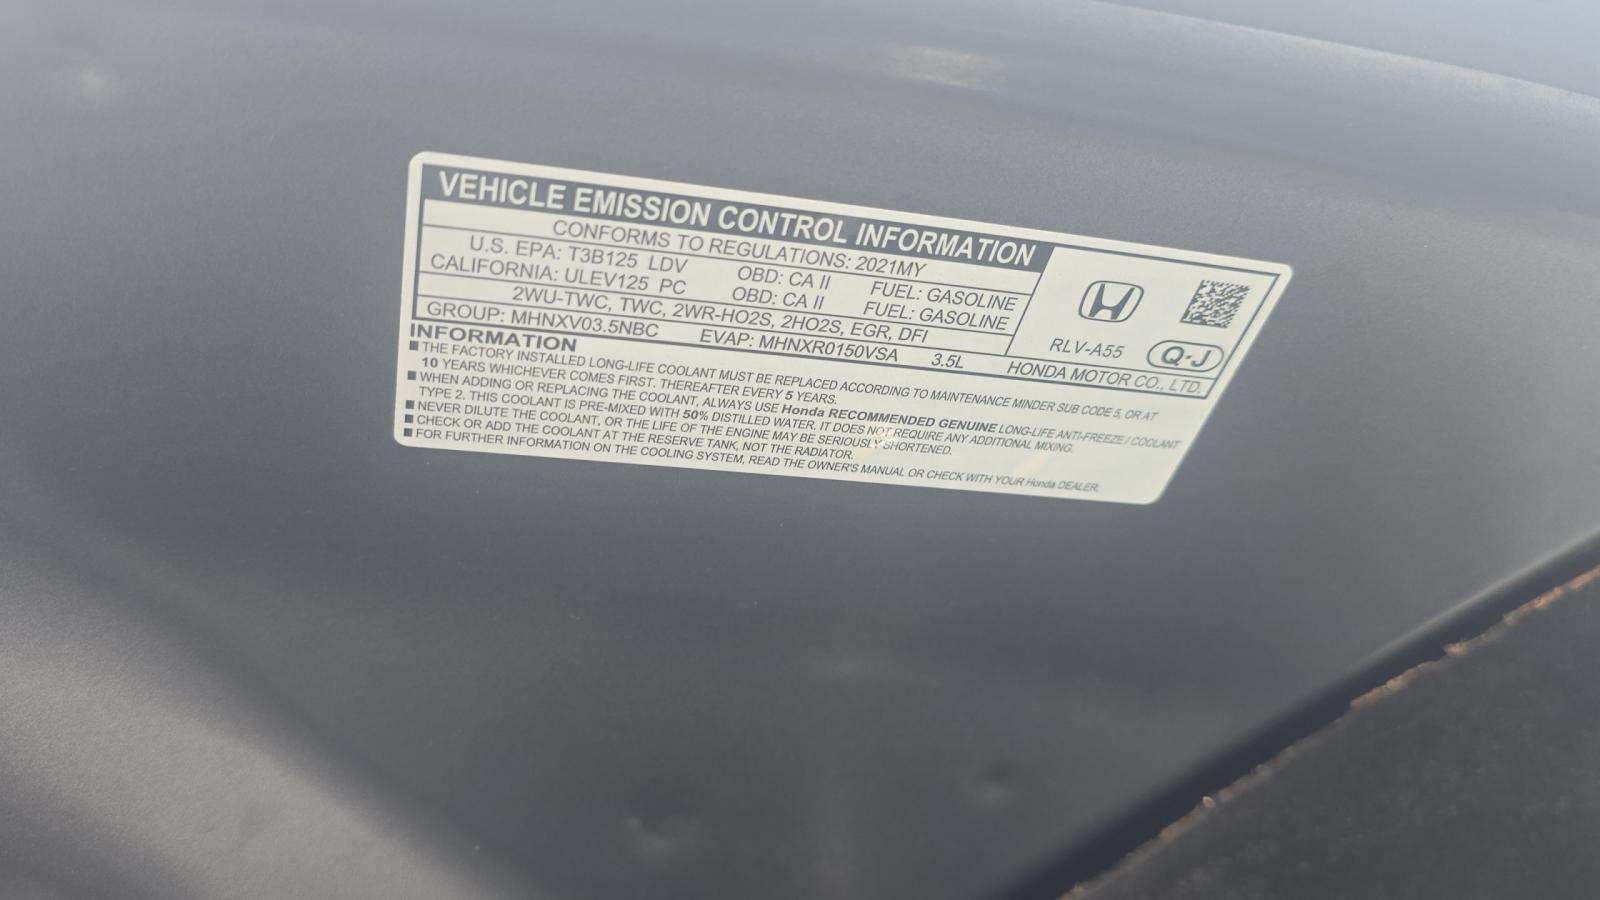 VEHICLE EMISSION CONTROL INFORMATION
CONFORMS TO REGULATIONS: 2021MY
U.S. EPA: T3B125 LDV OBD: CA II FUEL: GASOLINE
CALIFORNIA: ULEV125 PC OBD: CA II FUEL: GASOLINE
2WU-TWC, TWC, 2WR-HO2S, 2HO2S, EGR, DFI
GROUP: MHNXV03.5NBC EVAP: MHNXR0150VSA 3.5L HONDA MOTOR CO., LTD.
RLV-A55 Q-J
INFORMATION
■ THE FACTORY INSTALLED LONG-LIFE COOLANT MUST BE REPLACED ACCORDING TO MAINTENANCE MINDER SUB CODE 5, OR AT
10 YEARS WHICHEVER COMES FIRST. THEREAFTER EVERY 5 YEARS.
■ WHEN ADDING OR REPLACING THE COOLANT, ALWAYS USE Honda RECOMMENDED GENUINE LONG-LIFE ANTI-FREEZE / COOLANT
TYPE 2. THIS COOLANT IS PRE-MIXED WITH 50% DISTILLED WATER. IT DOES NOT REQUIRE ANY ADDITIONAL MIXING.
■ NEVER DILUTE THE COOLANT, OR THE LIFE OF THE ENGINE MAY BE SERIOUSLY SHORTENED.
■ CHECK OR ADD THE COOLANT AT THE RESERVE TANK, NOT THE RADIATOR.
■ FOR FURTHER INFORMATION ON THE COOLING SYSTEM, READ THE OWNER'S MANUAL OR CHECK WITH YOUR Honda DEALER.